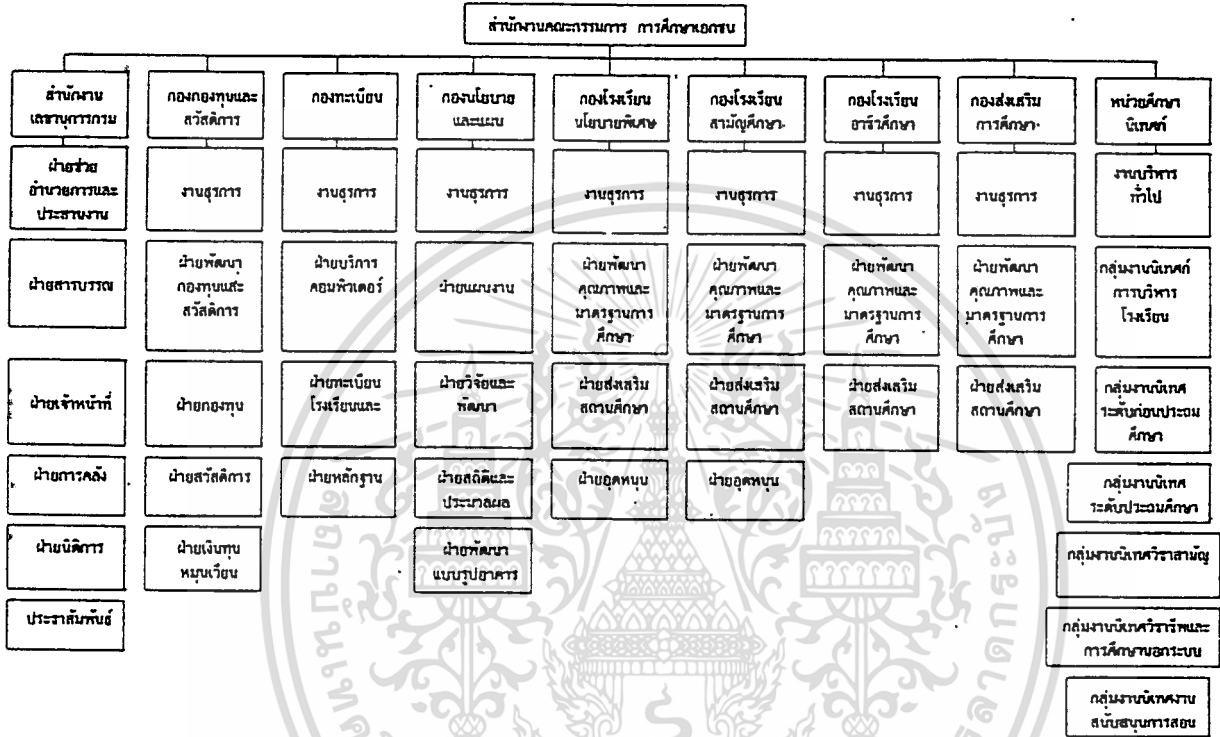 สำนักงานคณะกรรมการ การศึกษาเอกชน
สำนักงาน
เลขานุการกรม
กองกองทุนและ
สวัสดิการ
กองทะเบียน
กองนโยบาย
และแผน
กองโรงเรียน
นโยบายพิเศษ
กองโรงเรียน
สามัญศึกษา
กองโรงเรียน
อาชีวศึกษา
กองส่งเสริม
การศึกษา
หน่วยศึกษา
นิเทศก์
ฝ่ายช่วย
อำนวยการและ
ประสานงาน
งานธุรการ
งานธุรการ
งานธุรการ
งานธุรการ
งานธุรการ
งานธุรการ
งานธุรการ
งานบริหาร
ทั่วไป
ฝ่ายสารบรรณ
ฝ่ายพัฒนา
กองทุนและ
สวัสดิการ
ฝ่ายบริการ
คอมพิวเตอร์
ฝ่ายแผนงาน
ฝ่ายพัฒนา
คุณภาพและ
มาตรฐานการ
ศึกษา
ฝ่ายพัฒนา
คุณภาพและ
มาตรฐานการ
ศึกษา
ฝ่ายพัฒนา
คุณภาพและ
มาตรฐานการ
ศึกษา
ฝ่ายพัฒนา
คุณภาพและ
มาตรฐานการ
ศึกษา
กลุ่มงานนิเทศก์
การบริหาร
โรงเรียน
ฝ่ายเจ้าหน้าที่
ฝ่ายกองทุน
ฝ่ายทะเบียน
โรงเรียนและ
ฝ่ายวิจัยและ
พัฒนา
ฝ่ายส่งเสริม
สถานศึกษา
ฝ่ายส่งเสริม
สถานศึกษา
ฝ่ายส่งเสริม
สถานศึกษา
ฝ่ายส่งเสริม
สถานศึกษา
กลุ่มงานนิเทศ
ระดับก่อนประถม
ศึกษา
ฝ่ายการคลัง
ฝ่ายสวัสดิการ
ฝ่ายหลักฐาน
ฝ่ายสถิติและ
ประมวลผล
ฝ่ายอุดหนุน
ฝ่ายอุดหนุน
กลุ่มงานนิเทศ
ระดับประถมศึกษา
ฝ่ายนิติการ
ฝ่ายเงินทุน
หมุนเวียน
ฝ่ายพัฒนา
แบบรูปอาคาร
กลุ่มงานนิเทศวิชาสามัญ
ประชาสัมพันธ์
กลุ่มงานนิเทศวิชาชีพและ
การศึกษานอกระบบ
กลุ่มงานนิเทศงาน
สนับสนุนการสอน